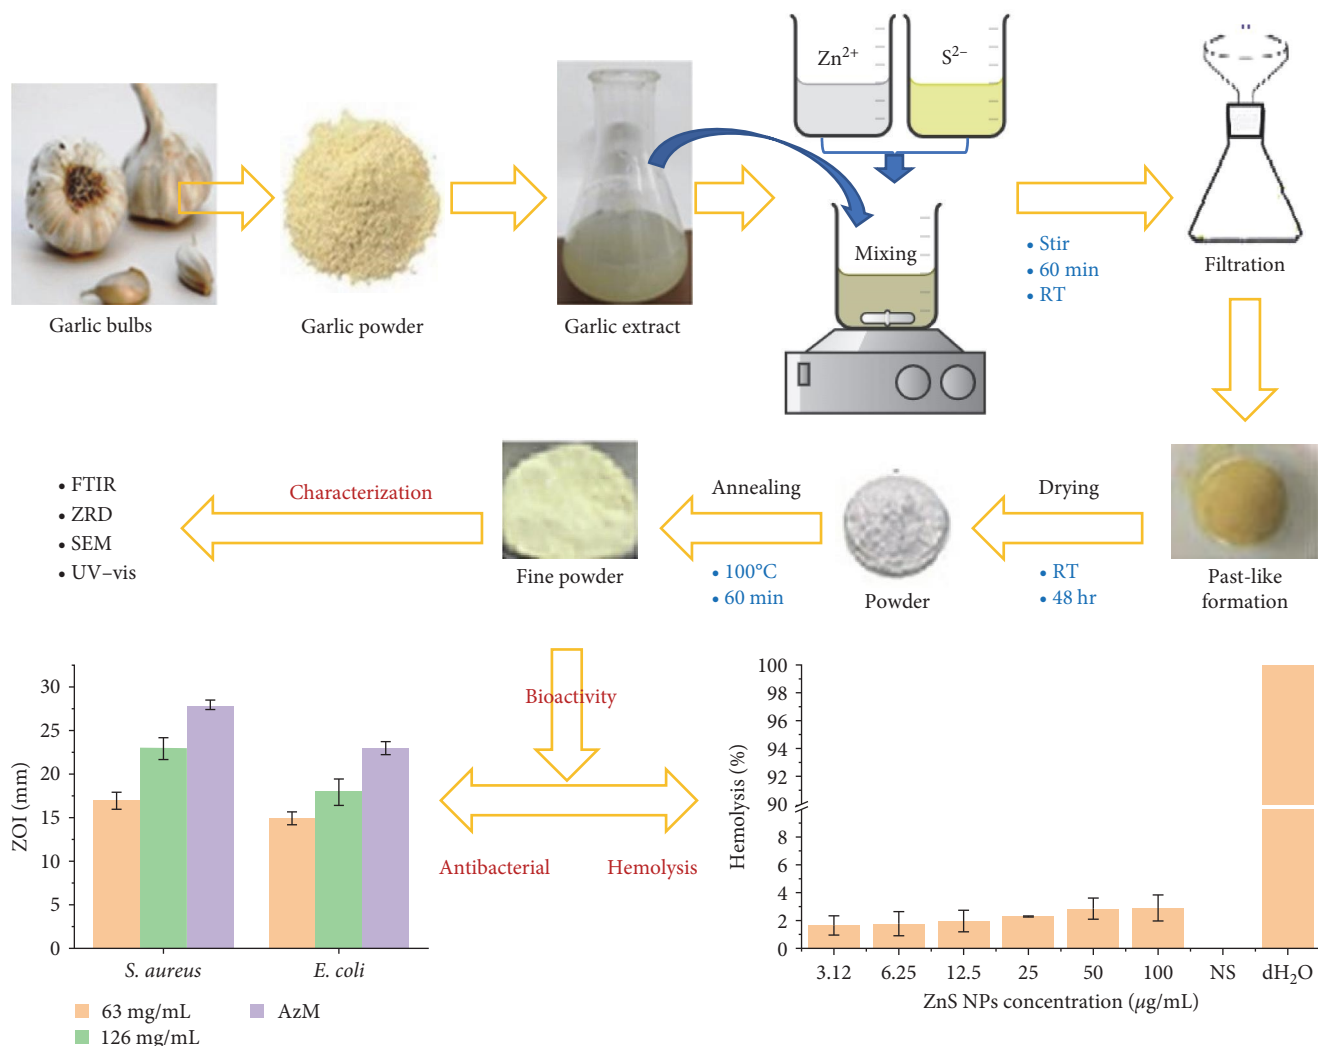 Zn²⁺
S²⁻
Mixing
• Stir
• 60 min
• RT
Filtration
Garlic bulbs
Garlic powder
Garlic extract
• FTIR
• ZRD
• SEM
• UV–vis
Characterization
Fine powder
Annealing
• 100°C
• 60 min
Powder
Drying
• RT
• 48 hr
Past-like
formation
Bioactivity
Antibacterial
Hemolysis
ZOI (mm)
30
25
20
15
10
5
0
S. aureus
E. coli
63 mg/mL
AzM
126 mg/mL
Hemolysis (%)
100
98
96
94
92
90
8
6
4
2
0
3.12
6.25
12.5
25
50
100
NS
dH₂O
ZnS NPs concentration (µg/mL)